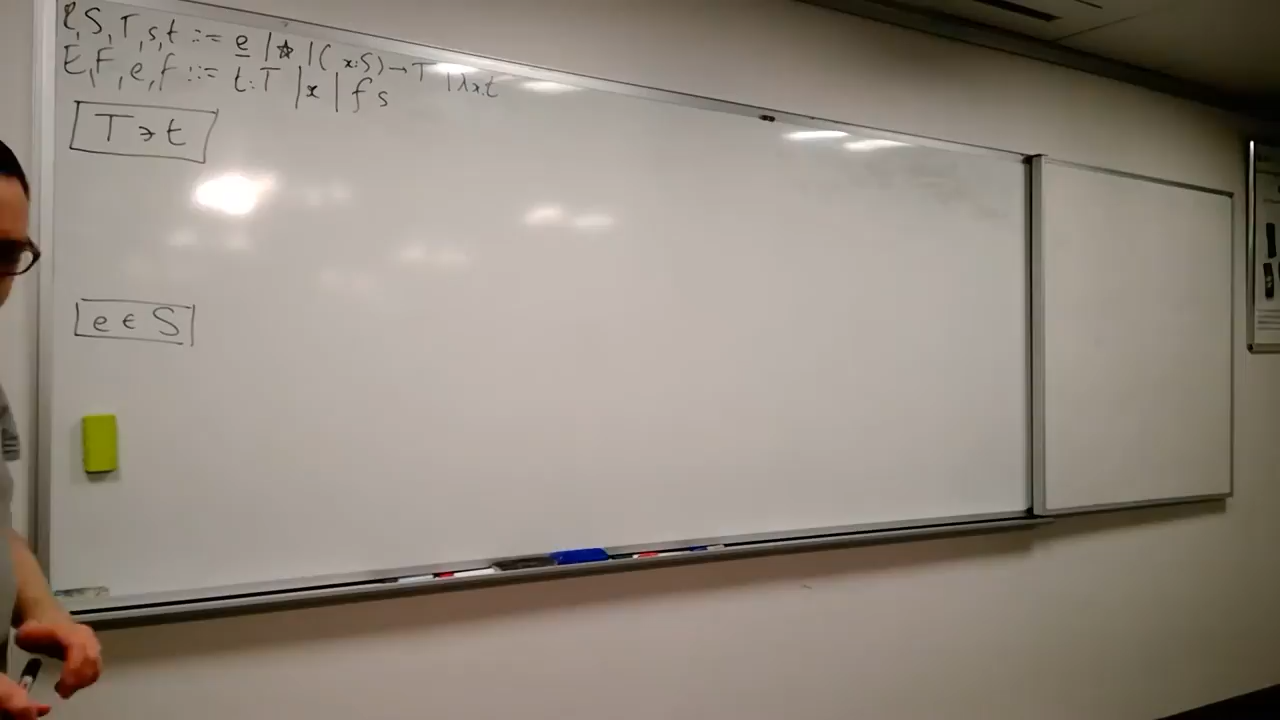 R,S,T,s,t ::= e | ☆ | (x:S) → T | λx.t
E,F,e,f ::= t:T | x | f s
T ∋ t
e ∈ S